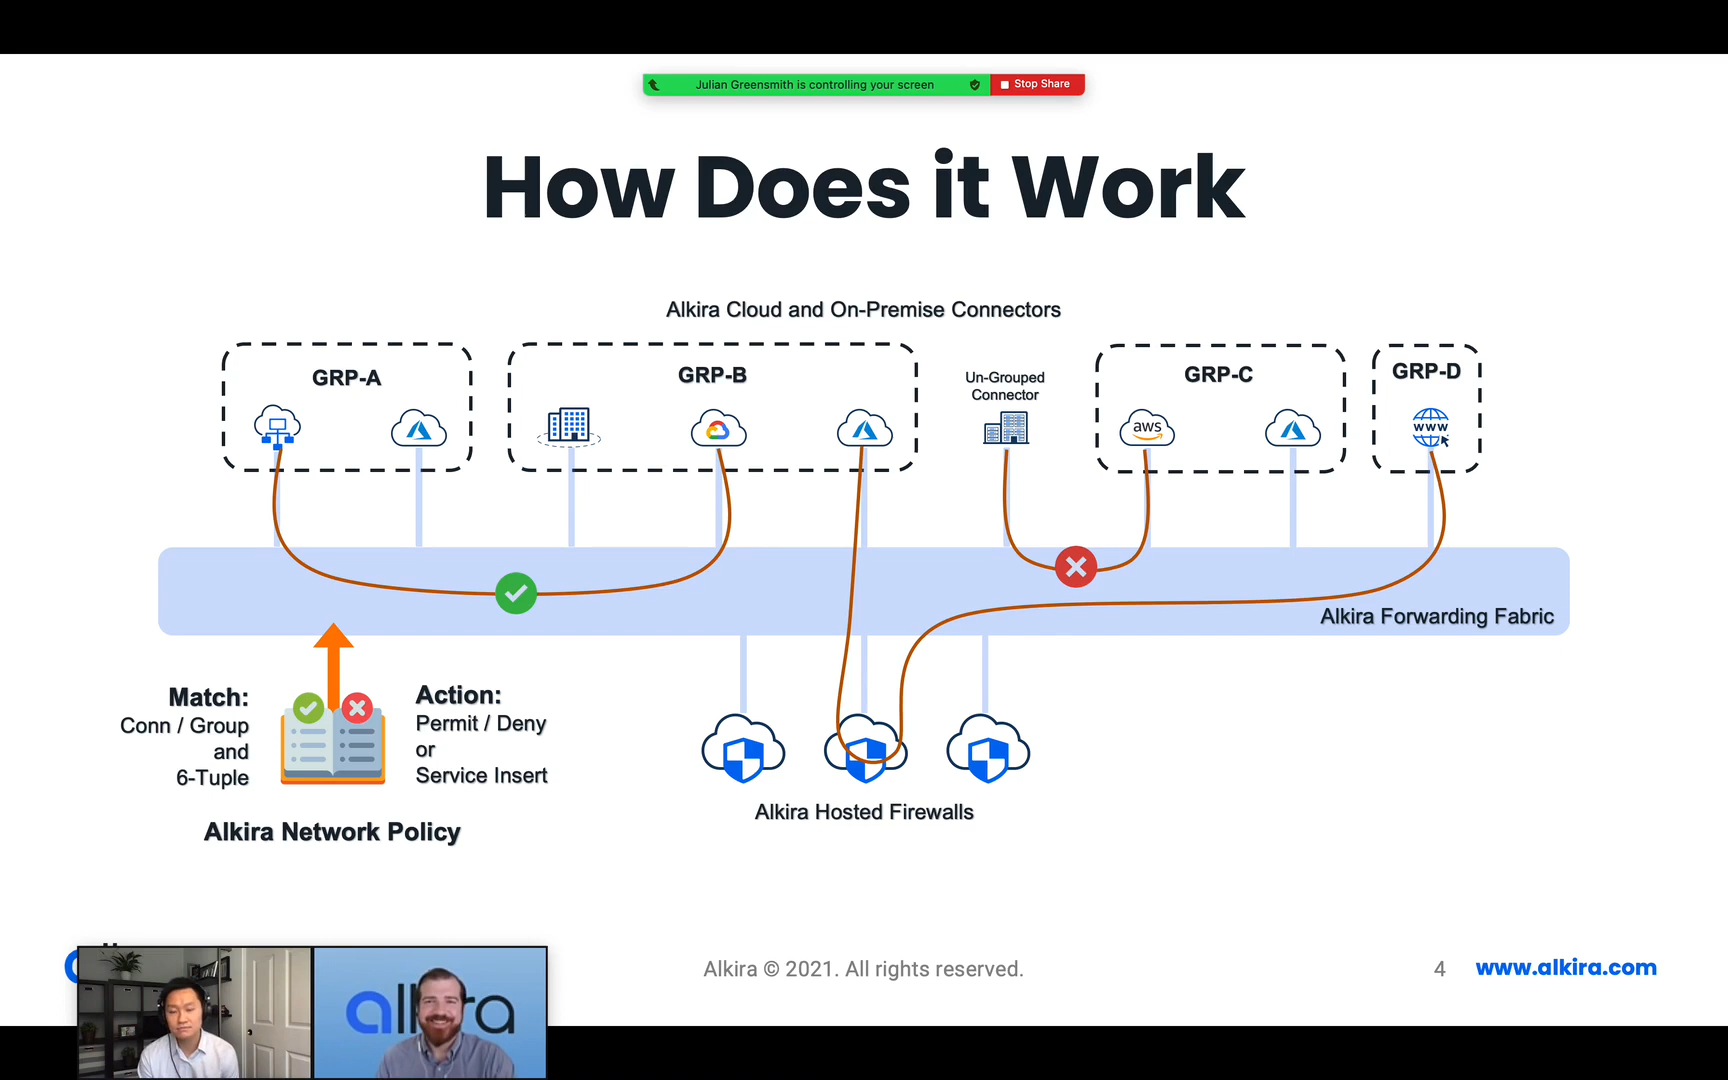 Julian Greensmith is controlling your screen
Stop Share
How Does it Work
Alkira Cloud and On-Premise Connectors
GRP-A
GRP-B
Un-Grouped
Connector
GRP-C
GRP-D
aws
WWW
Alkira Forwarding Fabric
Match:
Conn / Group
and
6-Tuple
Action:
Permit / Deny
or
Service Insert
Alkira Network Policy
Alkira Hosted Firewalls
alkira
Alkira © 2021. All rights reserved.
4
www.alkira.com